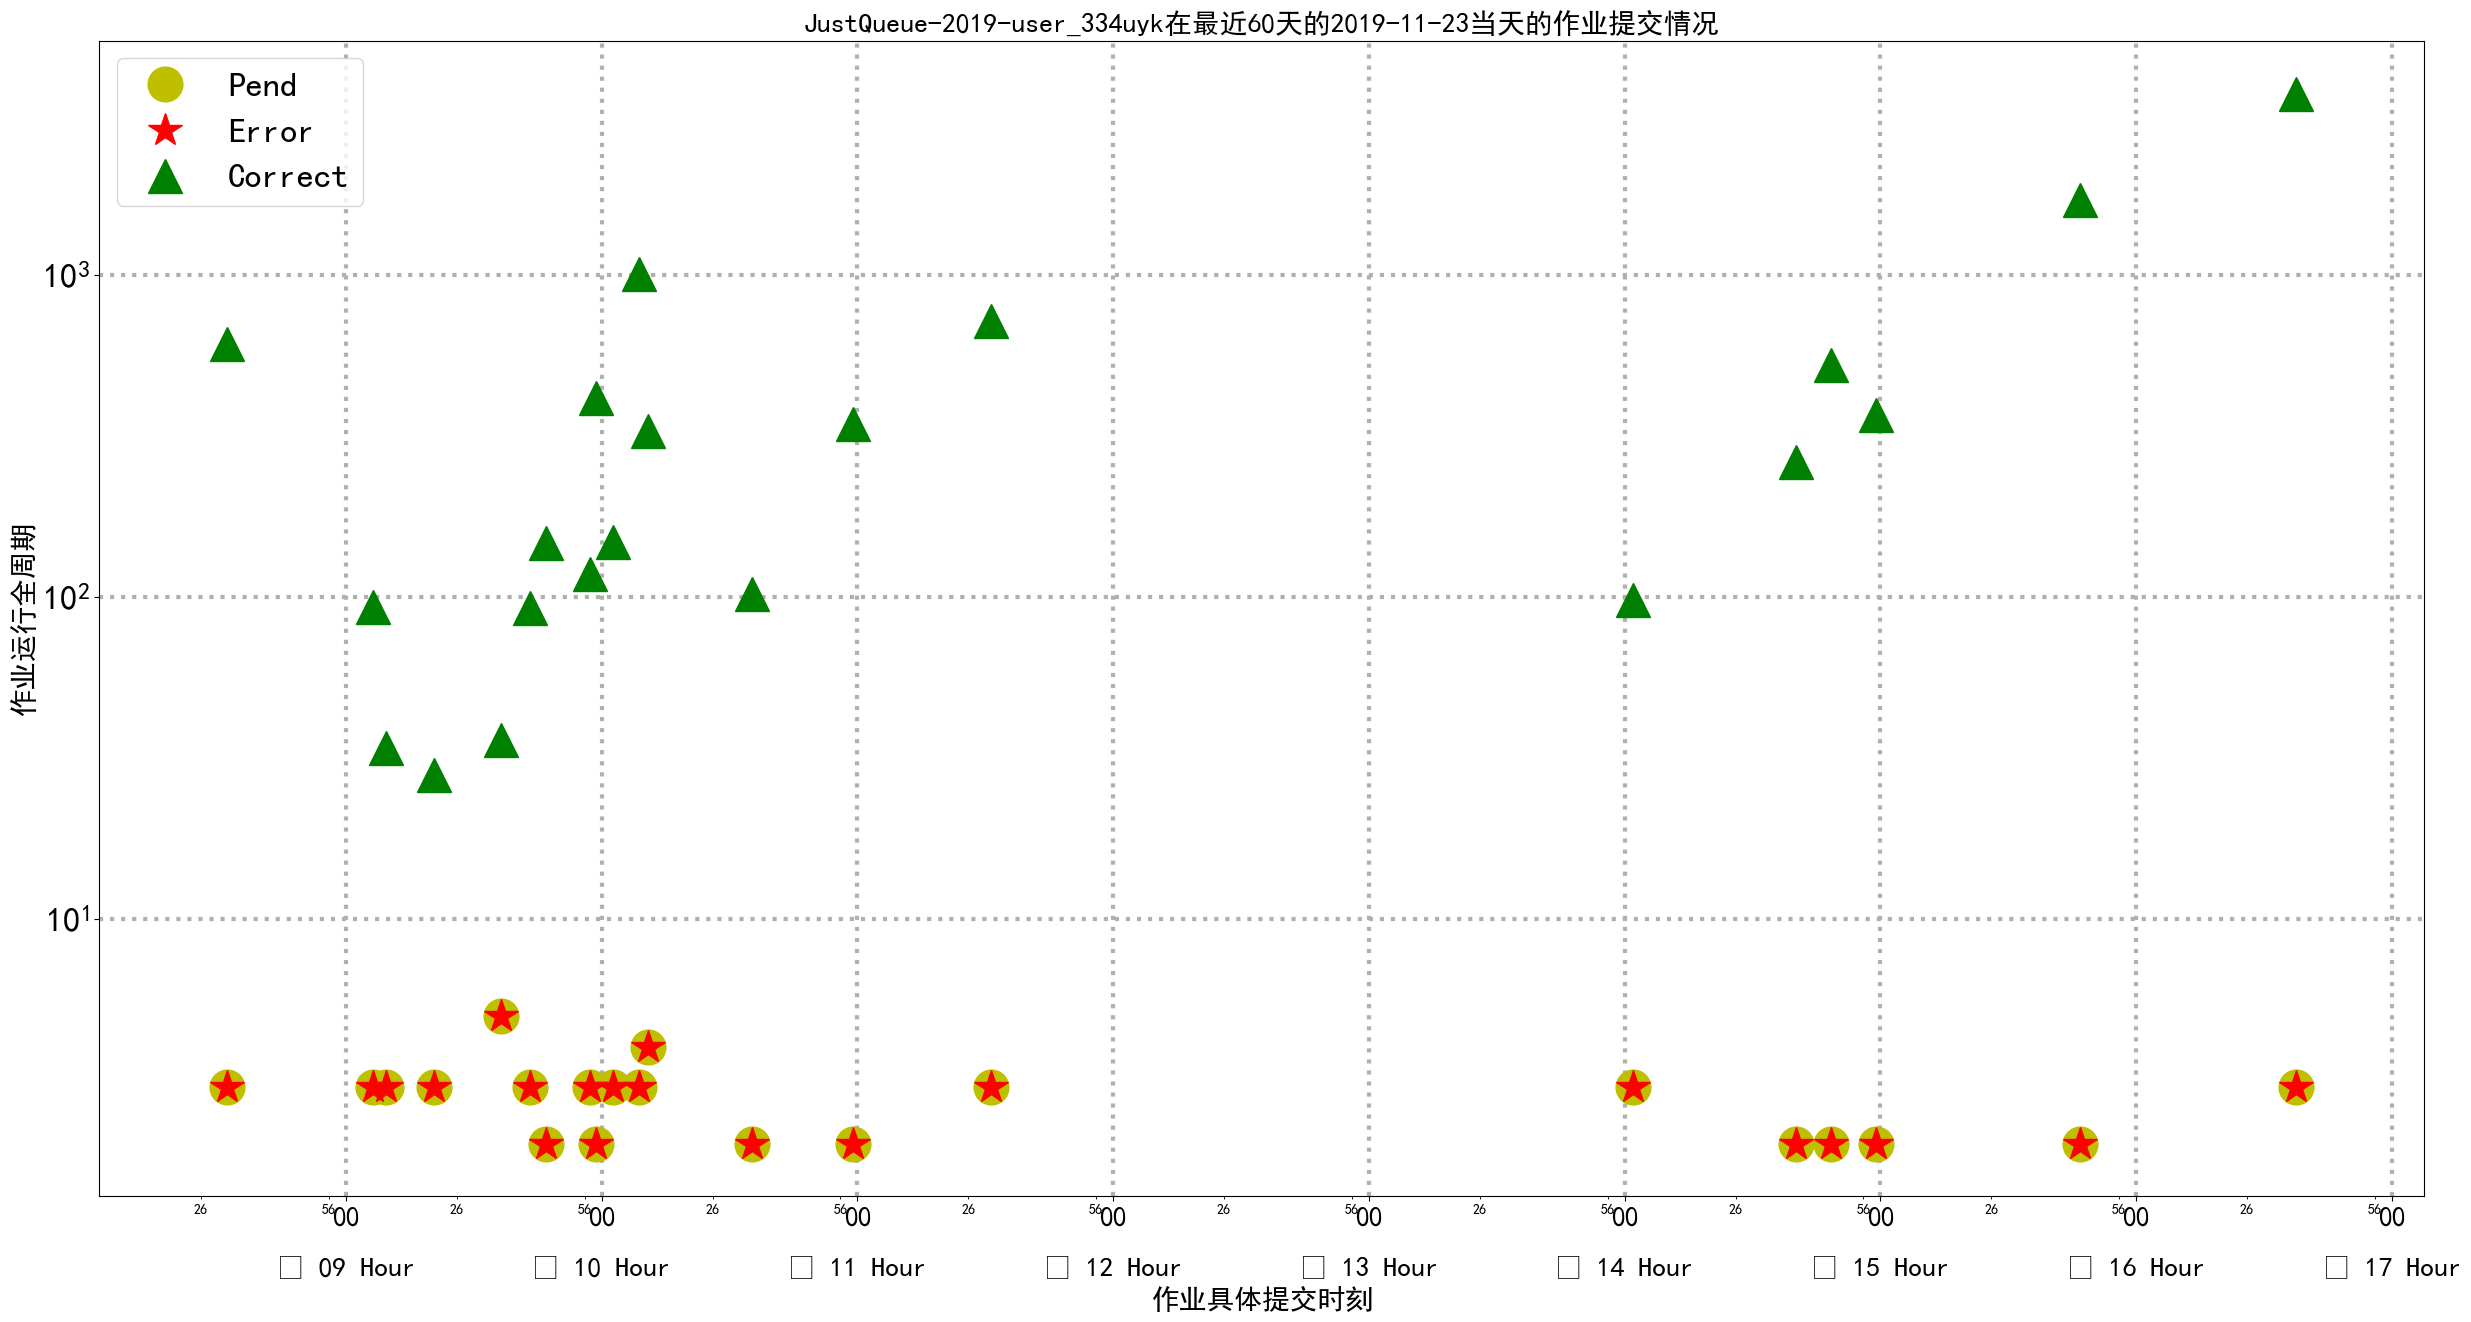 JustQueue-2019-user_334uyk在最近60天的2019-11-23当天的作业提交情况
Pend
Error
Correct
作业运行全周期
10³
10²
10¹
26 56 26 56 26 56 26 56 26 56 26 56 26 56 26 56 26 56
00 00 00 00 00 00 00 00 00
□ 09 Hour □ 10 Hour □ 11 Hour □ 12 Hour □ 13 Hour □ 14 Hour □ 15 Hour □ 16 Hour □ 17 Hour
作业具体提交时刻